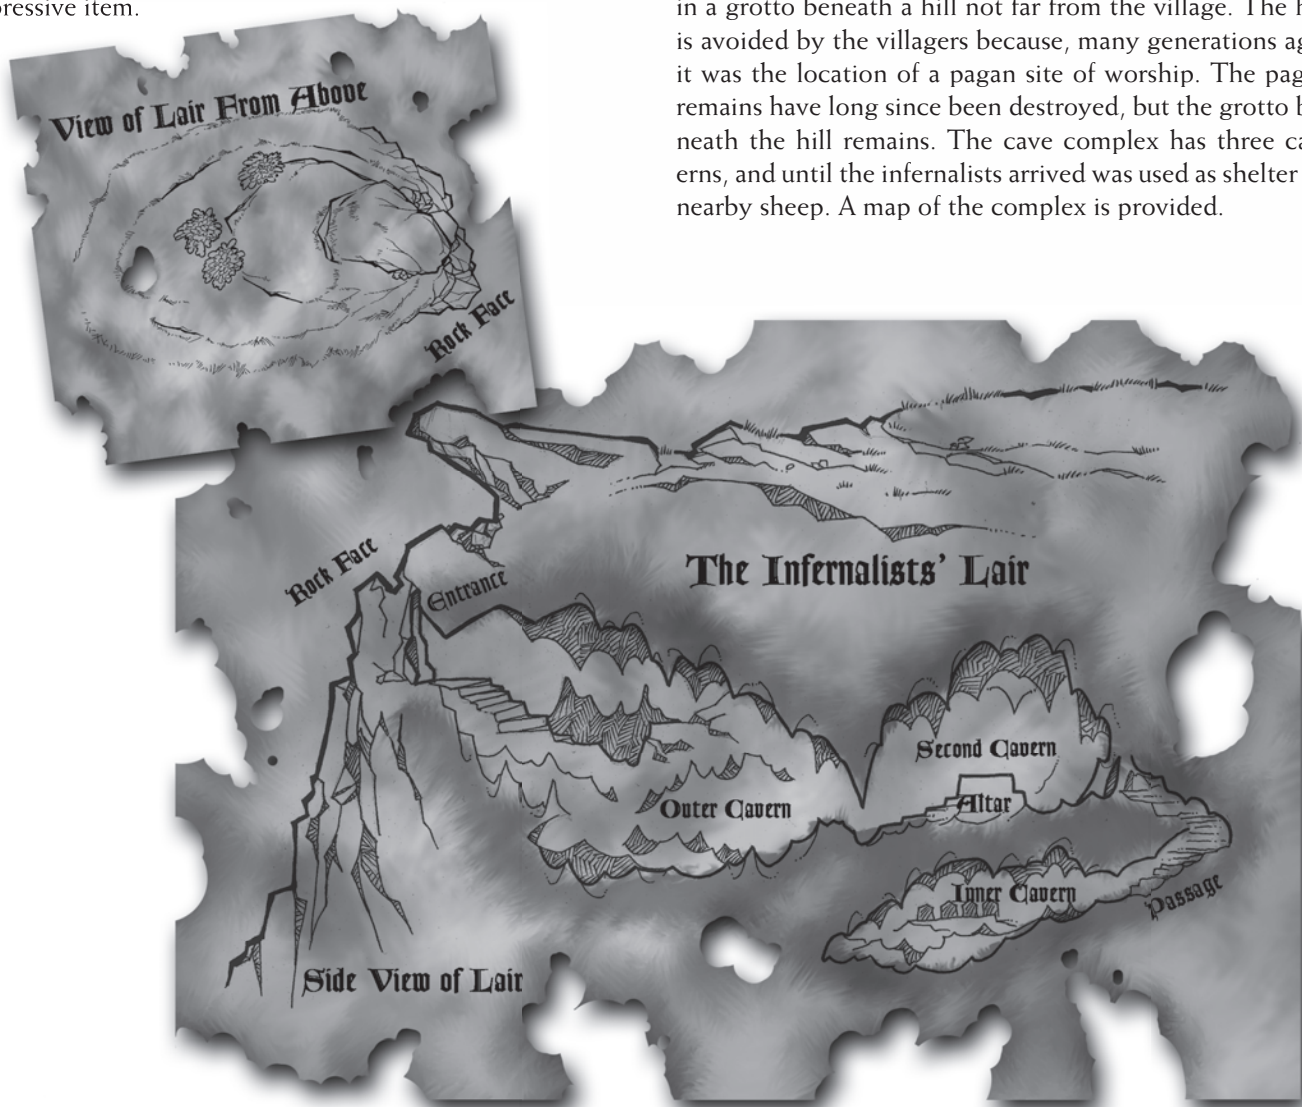 pressive item.
in a grotto beneath a hill not far from the village. The
is avoided by the villagers because, many generations
it was the location of a pagan site of worship. The
remains have long since been destroyed, but the grotto
neath the hill remains. The cave complex has three
erns, and until the infernalists arrived was used as shelter
nearby sheep. A map of the complex is provided.
View of Lair From Above
Rock Face
The Infernalists' Lair
Rock Face
Entrance
Second Cavern
Altar
Outer Cavern
Inner Cavern
Passage
Side View of Lair